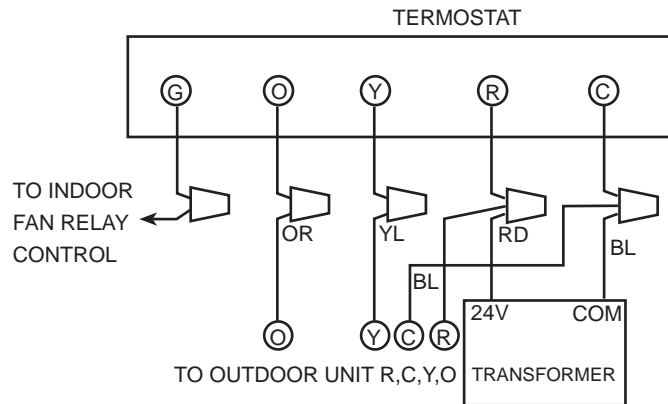 TERMOSTAT
G O Y R C
TO INDOOR
FAN RELAY
CONTROL
OR YL RD BL
BL
24V COM
O Y C R
TO OUTDOOR UNIT R,C,Y,O
TRANSFORMER